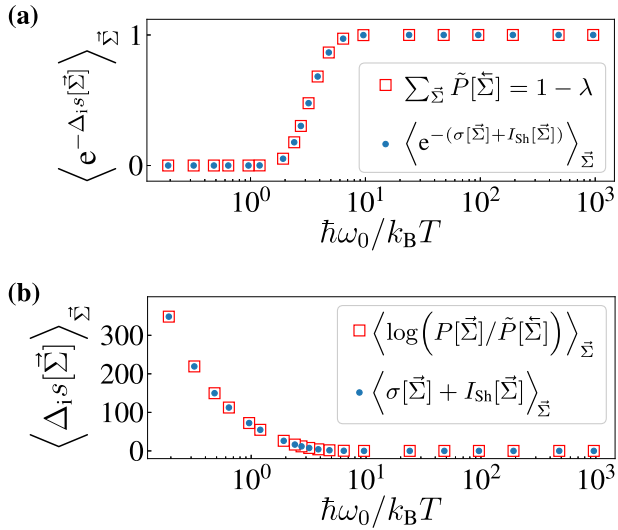 (a)
⟨e^{−Δ_i s[Σ⃗]}⟩_{Σ⃗}
1
0
□ ∑_{Σ⃗} P̃[Σ⃖] = 1 − λ
● ⟨e^{−(σ[Σ⃗]+I_{Sh}[Σ⃗])}⟩_{Σ⃗}
10^0 10^1 10^2 10^3
ħω_0/k_B T
(b)
⟨Δ_i s[Σ⃗]⟩_{Σ⃗}
300
200
100
0
□ ⟨log(P[Σ⃗]/P̃[Σ⃖])⟩_{Σ⃗}
● ⟨σ[Σ⃗] + I_{Sh}[Σ⃗]⟩_{Σ⃗}
10^0 10^1 10^2 10^3
ħω_0/k_B T